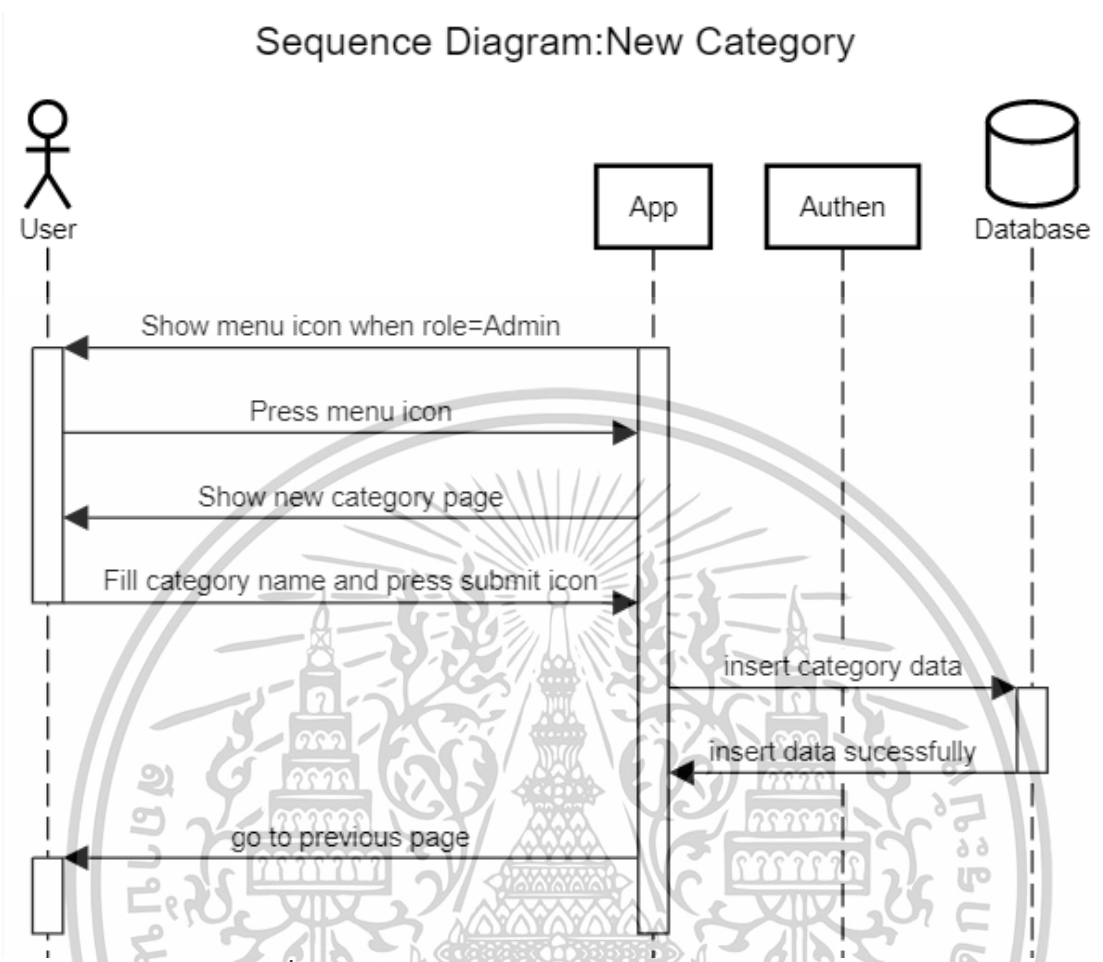 Sequence Diagram:New Category
User
App
Authen
Database
Show menu icon when role=Admin
Press menu icon
Show new category page
Fill category name and press submit icon
insert category data
insert data sucessfully
go to previous page